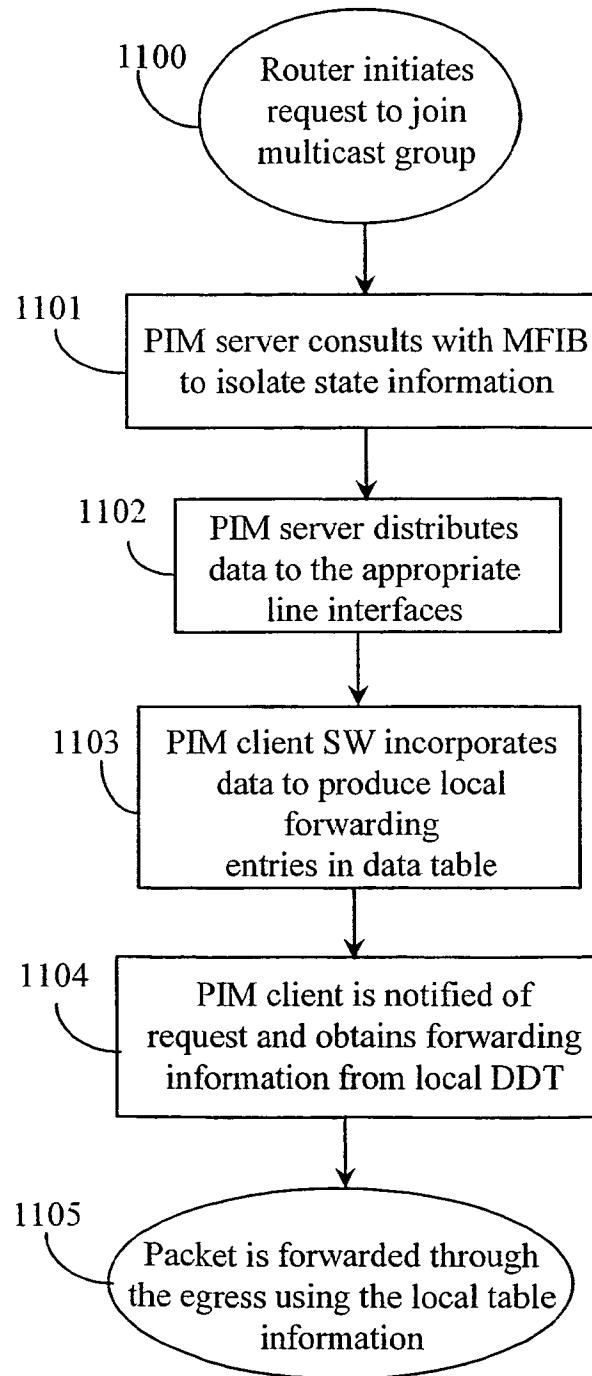 1100
Router initiates
request to join
multicast group
1101
PIM server consults with MFIB
to isolate state information
1102
PIM server distributes
data to the appropriate
line interfaces
1103
PIM client SW incorporates
data to produce local
forwarding
entries in data table
1104
PIM client is notified of
request and obtains forwarding
information from local DDT
1105
Packet is forwarded through
the egress using the local table
information